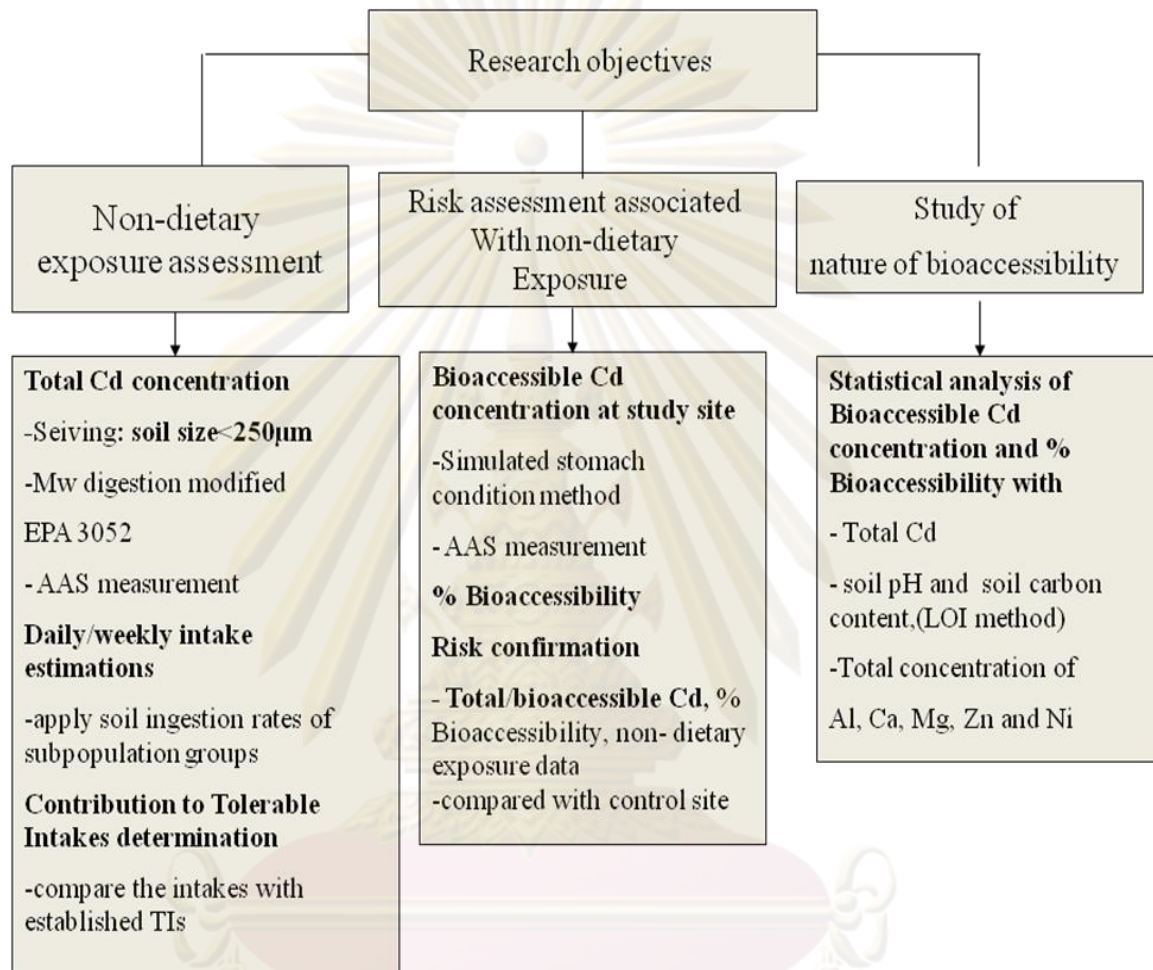 Research objectives
Non-dietary
exposure assessment
Risk assessment associated
With non-dietary
Exposure
Study of
nature of bioaccessibility
Total Cd concentration
-Seiving: soil size<250µm
-Mw digestion modified
EPA 3052
- AAS measurement
Daily/weekly intake
estimations
-apply soil ingestion rates of
subpopulation groups
Contribution to Tolerable
Intakes determination
-compare the intakes with
established TIs
Bioaccessible Cd
concentration at study site
-Simulated stomach
condition method
- AAS measurement
% Bioaccessibility
Risk confirmation
- Total/bioaccessible Cd, %
Bioaccessibility, non- dietary
exposure data
-compared with control site
Statistical analysis of
Bioaccessible Cd
concentration and %
Bioaccessibility with
- Total Cd
- soil pH and soil carbon
content,(LOI method)
-Total concentration of
Al, Ca, Mg, Zn and Ni